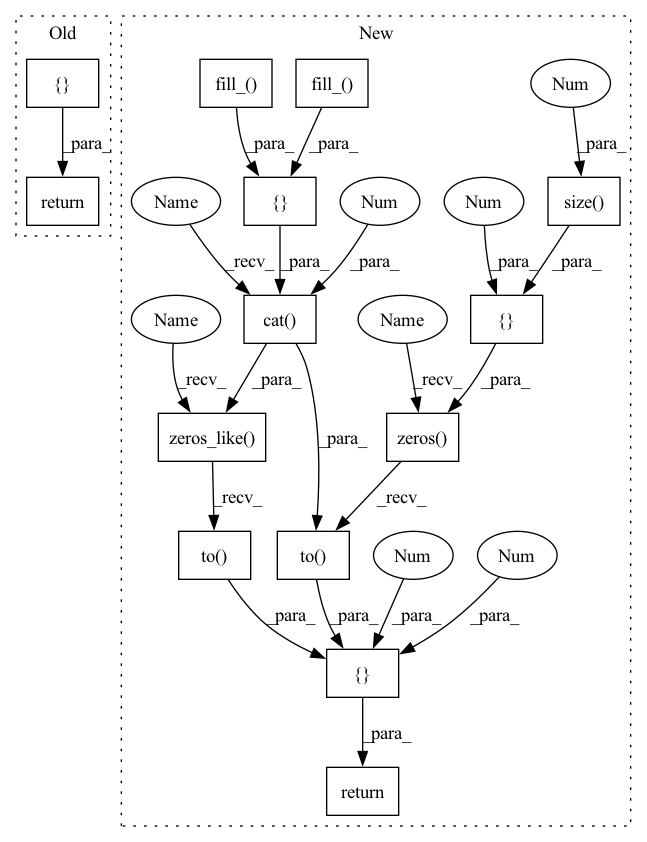 Old
New
{}
fill_()
fill_()
Num
_para_
_para_
_para_
_para_
return
Name
{}
Num
Num
size()
_recv_
_para_
_para_
_para_
_para_
Name
cat()
Name
{}
_recv_
_para_
_para_
_recv_
_para_
zeros_like()
zeros()
_recv_
_recv_
to()
to()
Num
Num
_para_
_para_
_para_
_para_
{}
_para_
return